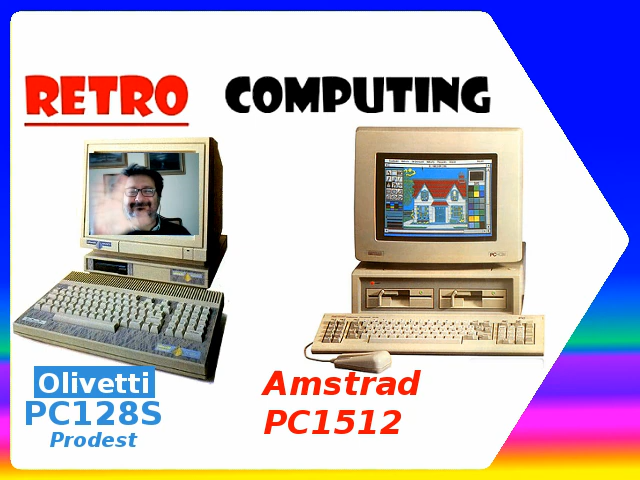 RETRO COMPUTING
Olivetti
PC128S
Prodest
Amstrad
PC1512